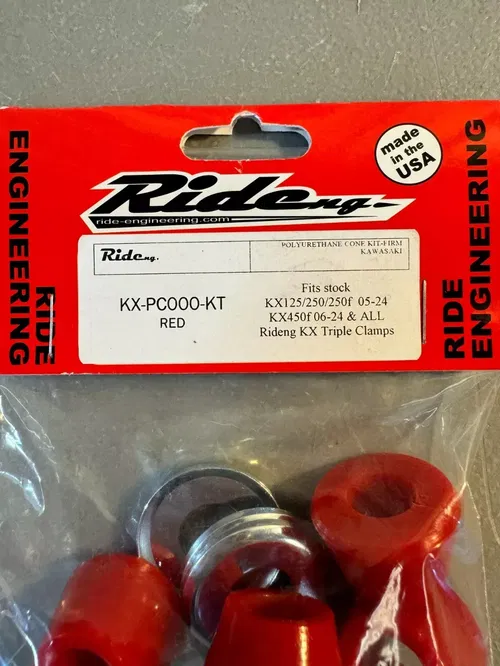 made
in the
USA
ENGINEERING
RIDE
Rideng.
ride-engineering.com
RIDE
ENGINEERING
Rideng.
POLYURETHANE CONE KIT-FIRM
KAWASAKI
KX-PC000-KT
RED
Fits stock
KX125/250/250f 05-24
KX450f 06-24 & ALL
Rideng KX Triple Clamps